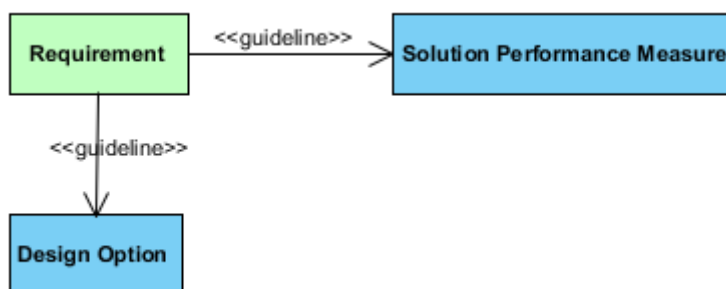 <<guideline>>
Requirement
Solution Performance Measure
<<guideline>>
Design Option